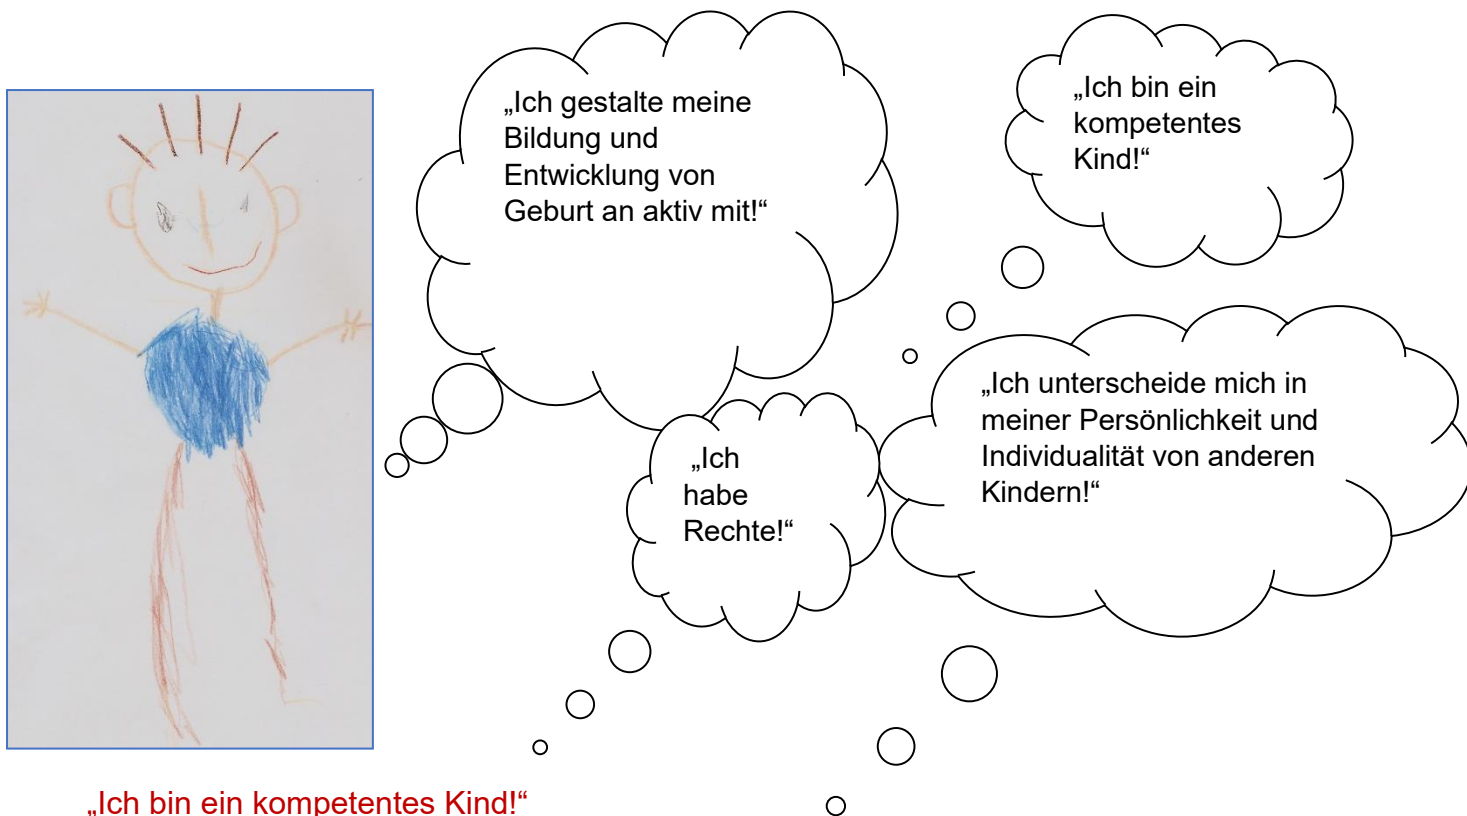 „Ich gestalte meine
Bildung und
Entwicklung von
Geburt an aktiv mit!“
„Ich bin ein
kompetentes
Kind!“
„Ich unterscheide mich in
meiner Persönlichkeit und
Individualität von anderen
Kindern!“
„Ich
habe
Rechte!“
„Ich bin ein kompetentes Kind!“